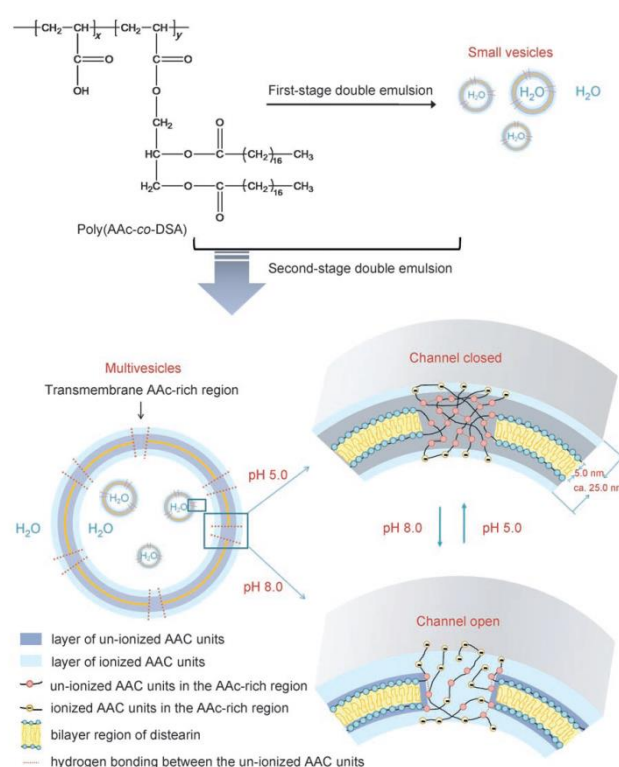 —[CH2—CH]x—[CH2—CH]y—
C=O
C=O
OH
O
CH2
HC—O—C—(CH2)16—CH3
O
H2C—O—C—(CH2)16—CH3
O
Poly(AAc-co-DSA)
First-stage double emulsion
Small vesicles
H2O
H2O
H2O
H2O
Second-stage double emulsion
Multivesicles
Transmembrane AAc-rich region
H2O
H2O
H2O
H2O
H2O
pH 5.0
pH 8.0
Channel closed
5.0 nm
ca. 25.0 nm
pH 8.0
pH 5.0
Channel open
layer of un-ionized AAC units
layer of ionized AAC units
un-ionized AAC units in the AAc-rich region
ionized AAC units in the AAc-rich region
bilayer region of distearin
hydrogen bonding between the un-ionized AAC units